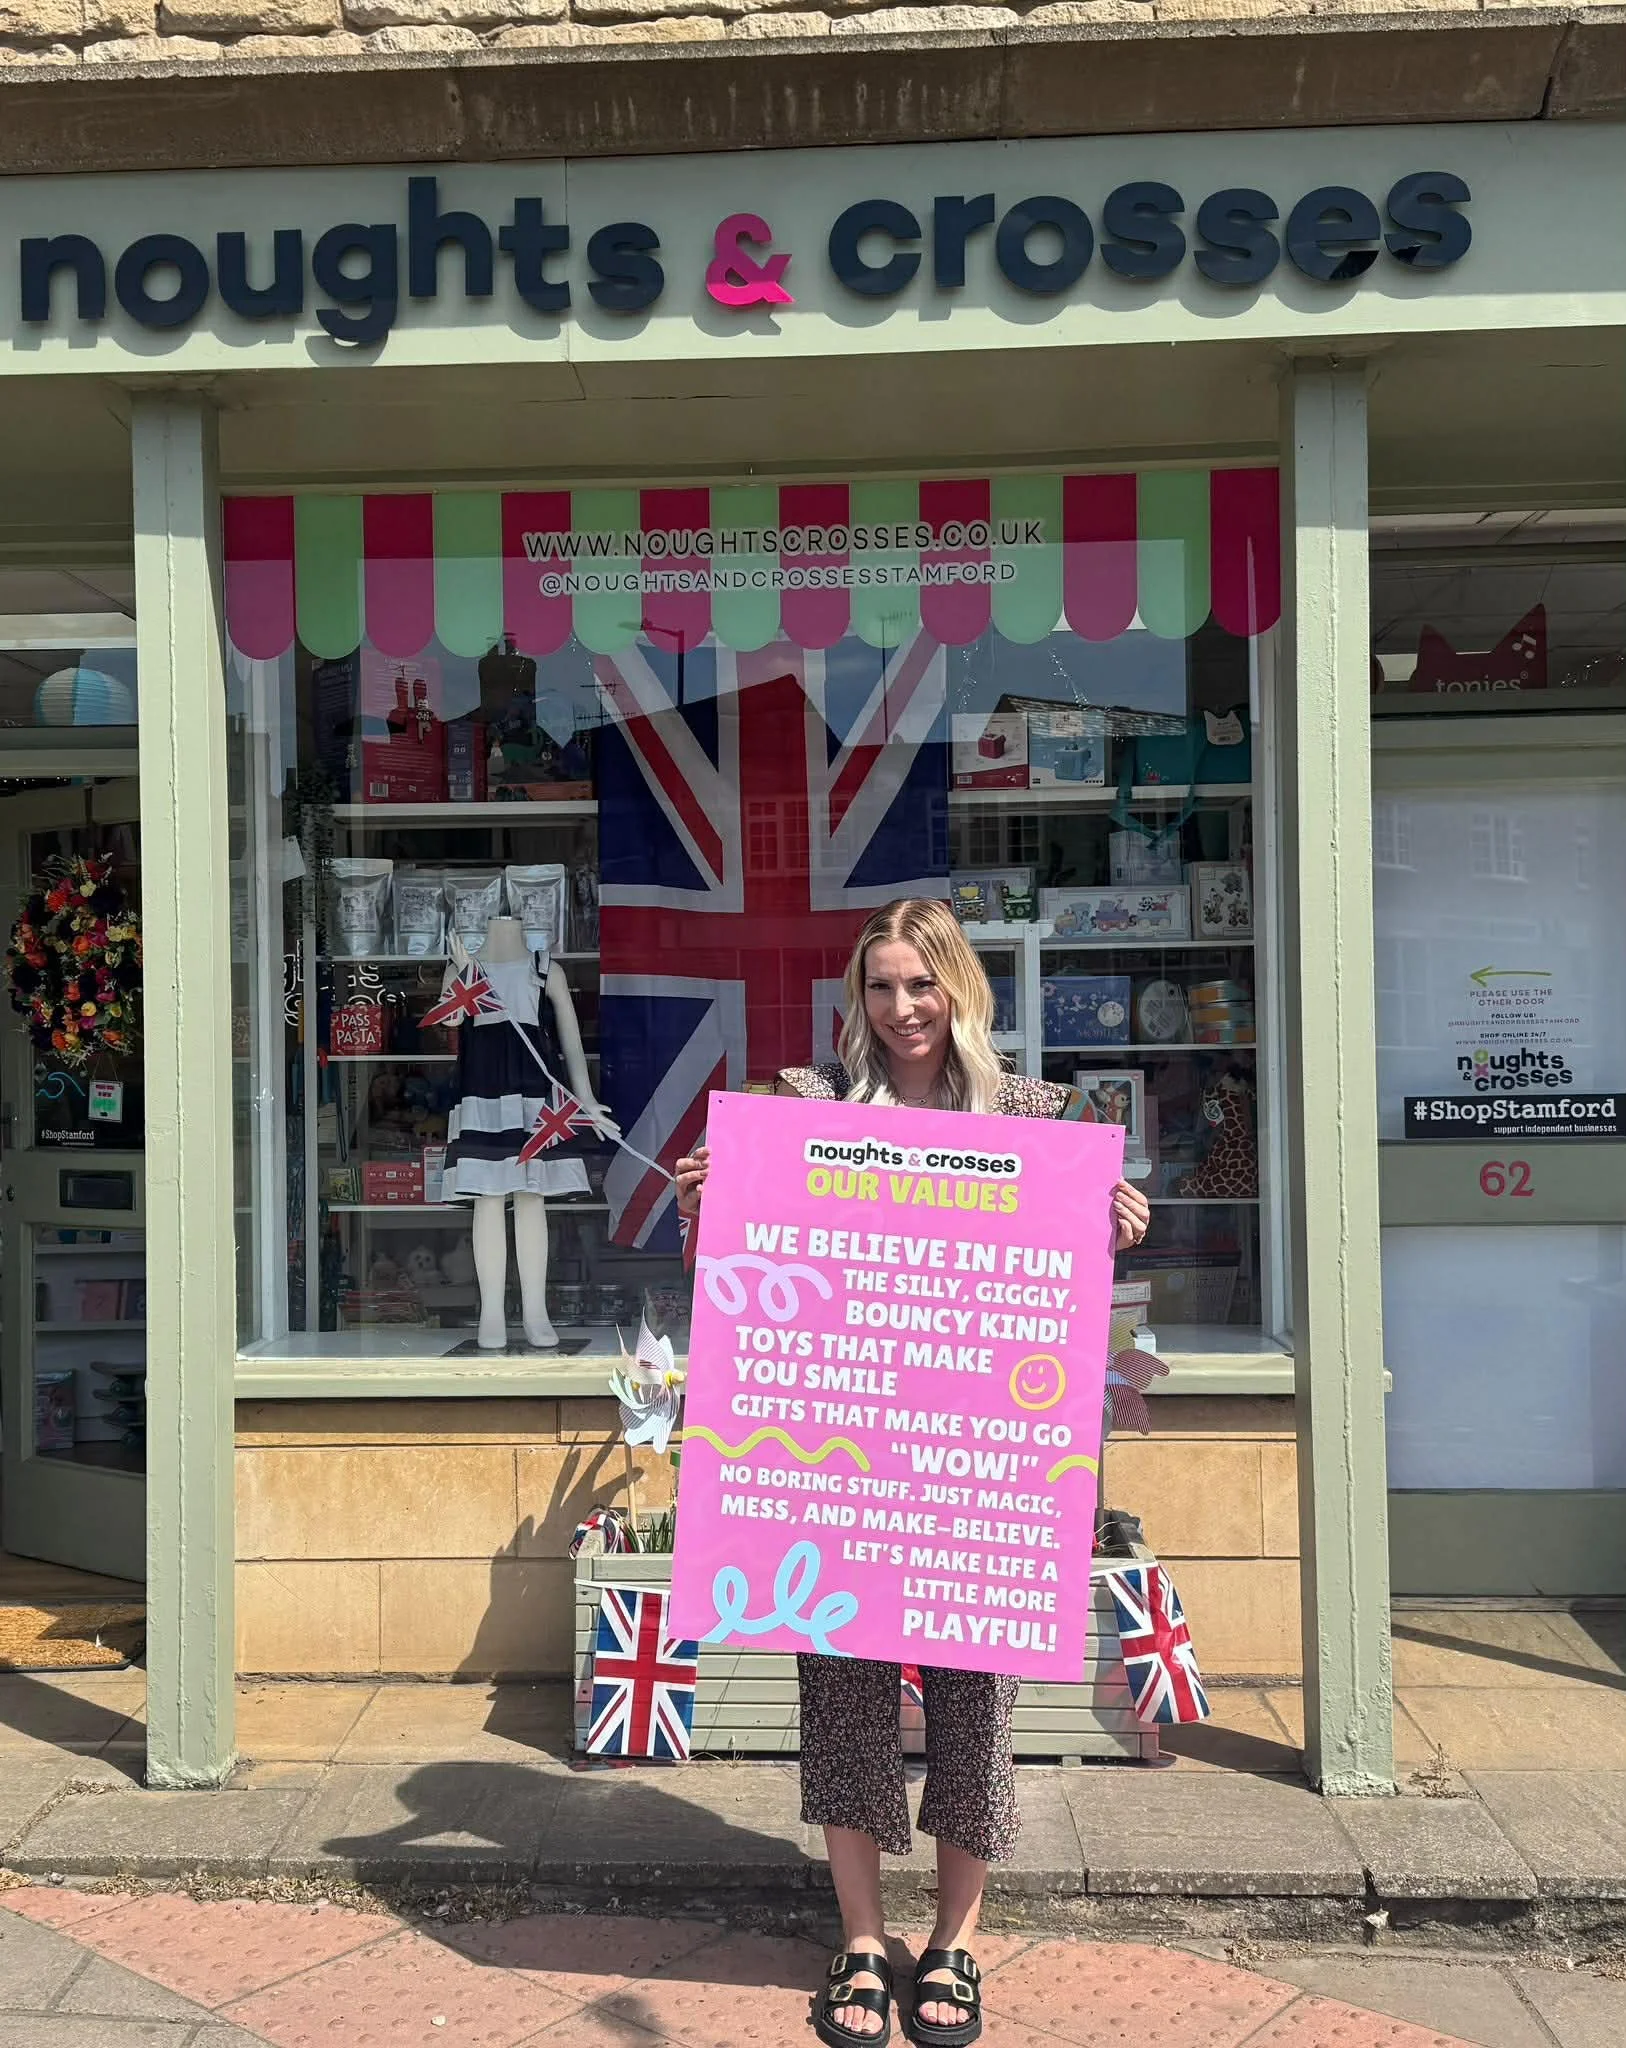 noughts & crosses
WWW.NOUGHTSCROSSES.CO.UK
@NOUGHTSANDCROSSESSTAMFORD
tonies®
PASS
PASTA
PLEASE USE THE
OTHER DOOR
FOLLOW US!
@NOUGHTSANDCROSSESSTAMFORD
SHOP ONLINE 24/7
WWW.NOUGHTSCROSSES.CO.UK
noughts
& crosses
#ShopStamford
support independent businesses
62
#ShopStamford
noughts & crosses
OUR VALUES
WE BELIEVE IN FUN
THE SILLY, GIGGLY,
BOUNCY KIND!
TOYS THAT MAKE
YOU SMILE
GIFTS THAT MAKE YOU GO
“WOW!”
NO BORING STUFF. JUST MAGIC,
MESS, AND MAKE-BELIEVE.
LET'S MAKE LIFE A
LITTLE MORE
PLAYFUL!